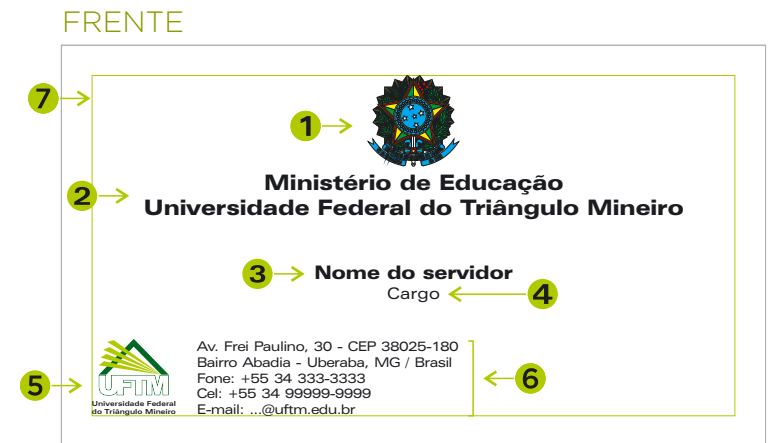 FRENTE
7
1
2
Ministério de Educação
Universidade Federal do Triângulo Mineiro
3
Nome do servidor
Cargo
4
5
UFTM
Universidade Federal
do Triângulo Mineiro
Av. Frei Paulino, 30 - CEP 38025-180
Bairro Abadia - Uberaba, MG / Brasil
Fone: +55 34 333-3333
Cel: +55 34 99999-9999
E-mail: ...@uftm.edu.br
6